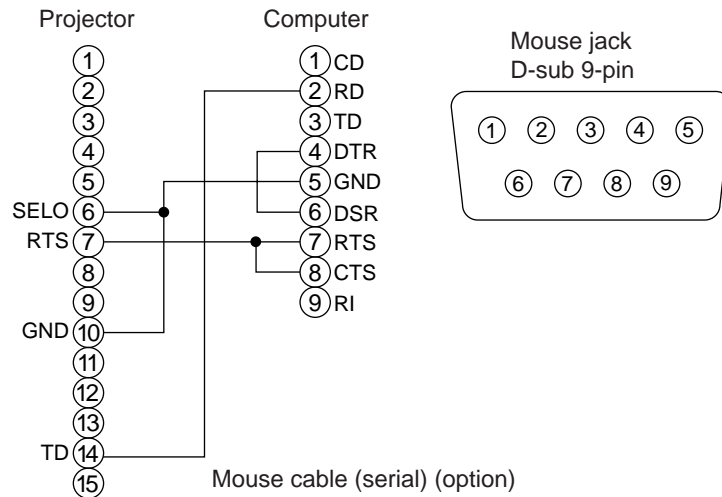 Projector
1
2
3
4
5
SELO 6
RTS 7
8
9
GND 10
11
12
13
TD 14
15
Computer
1 CD
2 RD
3 TD
4 DTR
5 GND
6 DSR
7 RTS
8 CTS
9 RI
Mouse jack
D-sub 9-pin
1 2 3 4 5
6 7 8 9
Mouse cable (serial) (option)